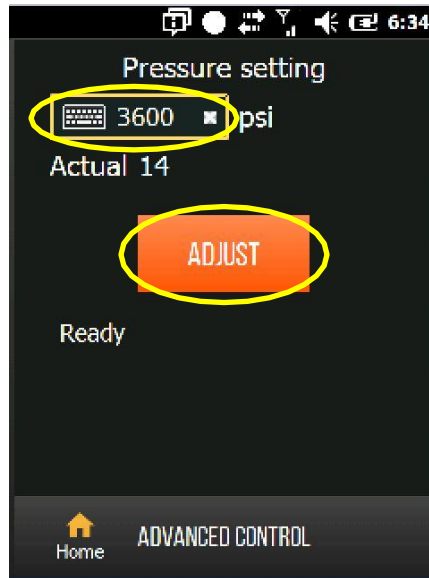 6:34
Pressure setting
3600 psi
Actual 14
ADJUST
Ready
Home ADVANCED CONTROL